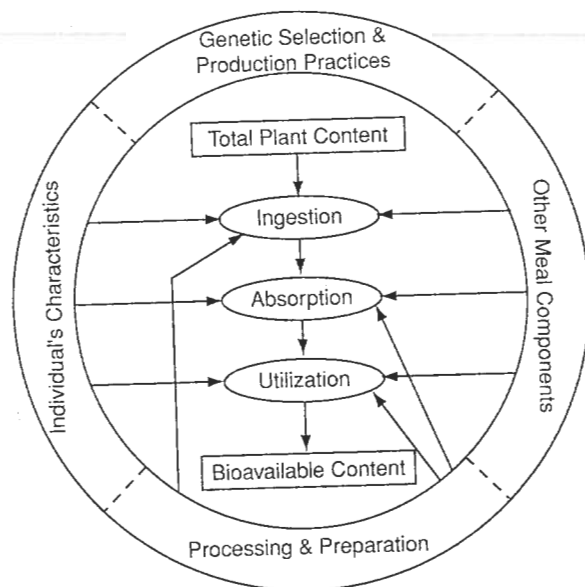 Genetic Selection &
Production Practices
Total Plant Content
Individual's Characteristics
Ingestion
Other Meal Components
Absorption
Utilization
Bioavailable Content
Processing & Preparation